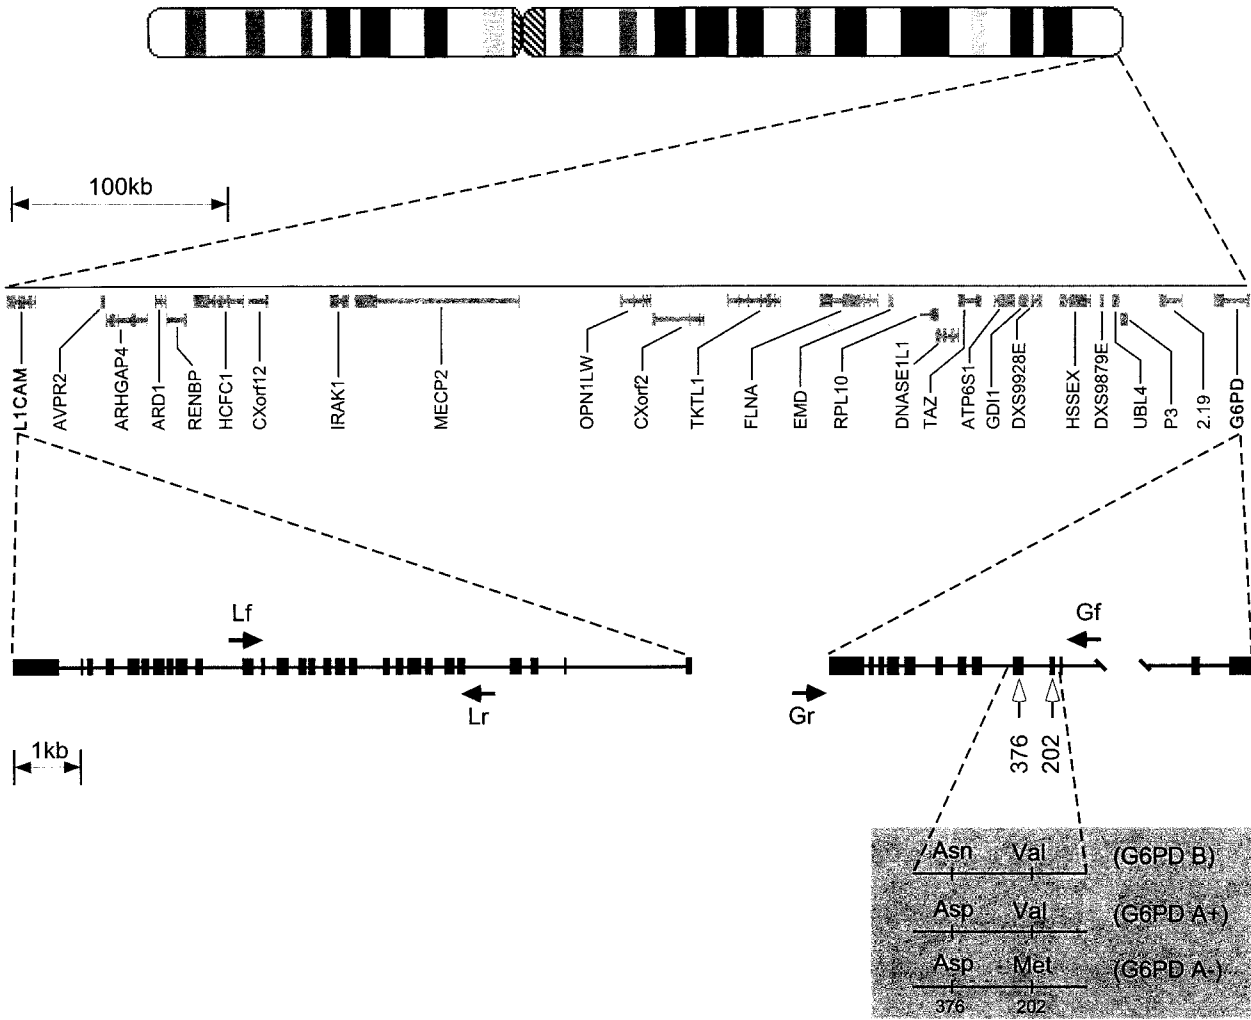 100kb
L1CAM
AVPR2
ARHGAP4
ARD1
RENBP
HCFC1
CXorf12
IRAK1
MECP2
OPN1LW
CXorf2
TKTL1
FLNA
EMD
RPL10
DNASE1L1
TAZ
ATP6S1
GDI1
DXS9928E
HSSEX
DXS9879E
UBL4
P3
2.19
G6PD
Lf
Gf
Lr
Gr
1kb
376
202
Asn Val (G6PD B)
Asp Val (G6PD A+)
Asp Met (G6PD A-)
376 202